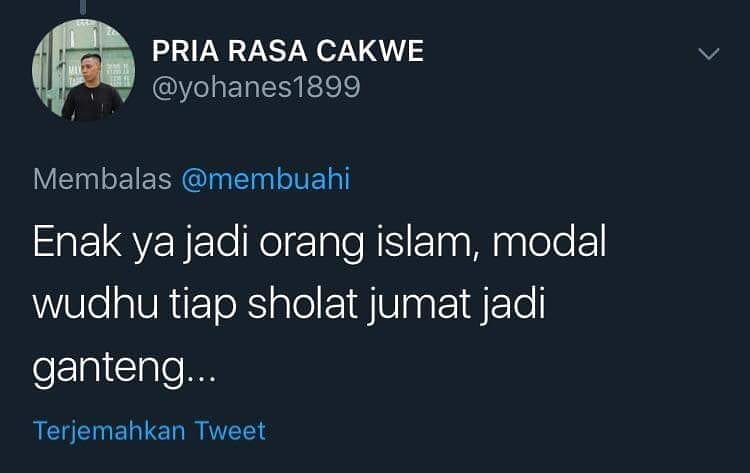 PRIA RASA CAKWE
@yohanes1899
Membalas @membuahi
Enak ya jadi orang islam, modal
wudhu tiap sholat jumat jadi
ganteng...
Terjemahkan Tweet